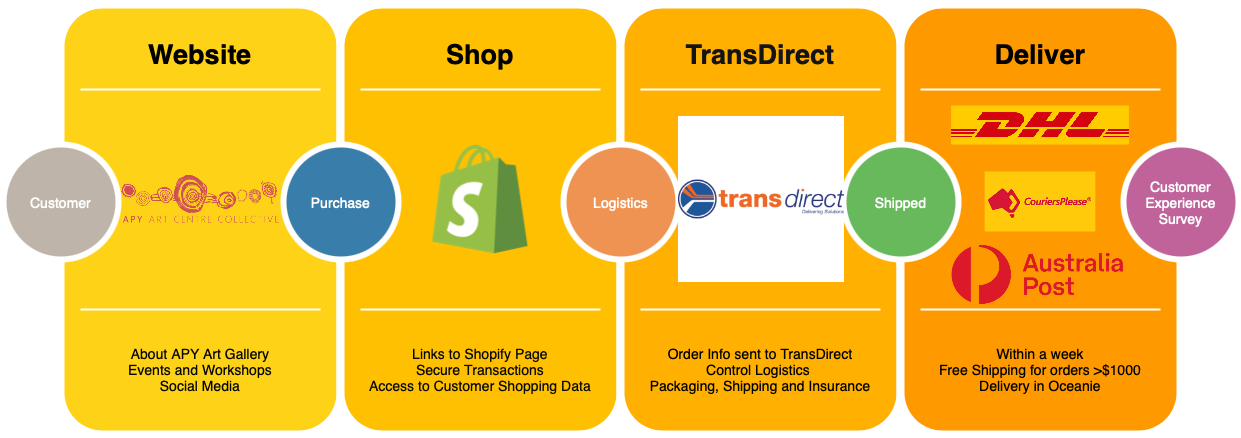 Website
Shop
TransDirect
Deliver
Customer
APY ART CENTRE COLLECTIVE
Purchase
S
Logistics
trans direct
Delivering Solutions
Shipped
DHL
CouriersPlease®
Australia
Post
Customer
Experience
Survey
About APY Art Gallery
Events and Workshops
Social Media
Links to Shopify Page
Secure Transactions
Access to Customer Shopping Data
Order Info sent to TransDirect
Control Logistics
Packaging, Shipping and Insurance
Within a week
Free Shipping for orders >$1000
Delivery in Oceanie